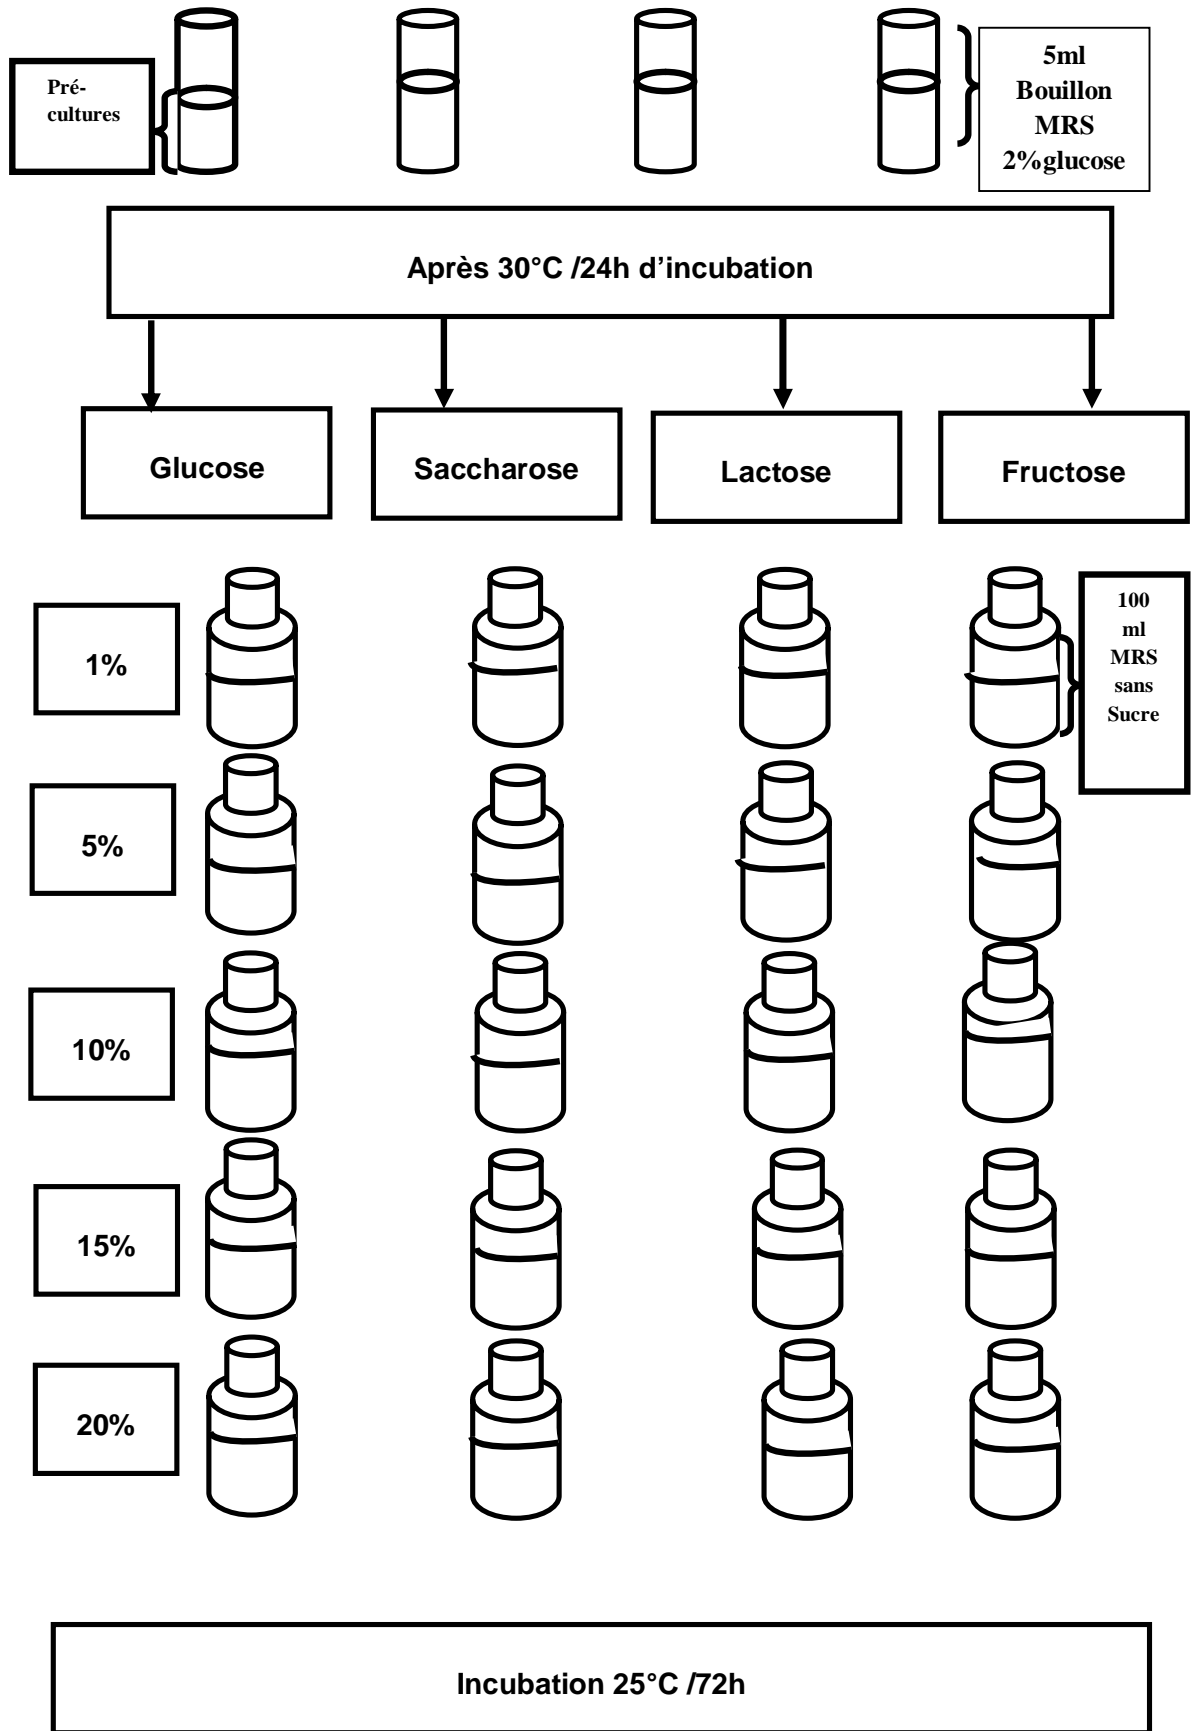 Pré-
cultures
5ml
Bouillon
MRS
2%glucose
Après 30°C /24h d’incubation
Glucose
Saccharose
Lactose
Fructose
1%
100
ml
MRS
sans
Sucre
5%
10%
15%
20%
Incubation 25°C /72h